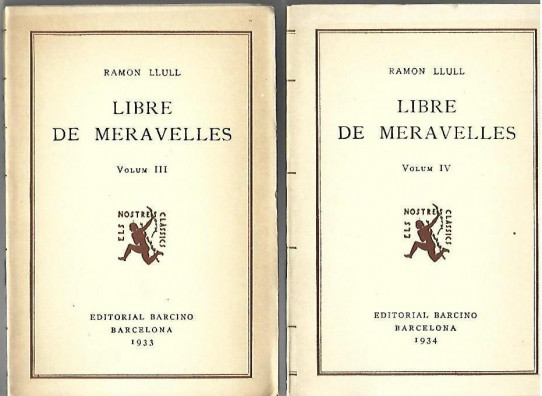 RAMON LLULL
LIBRE
DE MERAVELLES
VOLUM III
ELS NOSTRES CLÀSSICS
EDITORIAL BARCINO
BARCELONA
1933
RAMON LLULL
LIBRE
DE MERAVELLES
VOLUM IV
ELS NOSTRES CLÀSSICS
EDITORIAL BARCINO
BARCELONA
1934